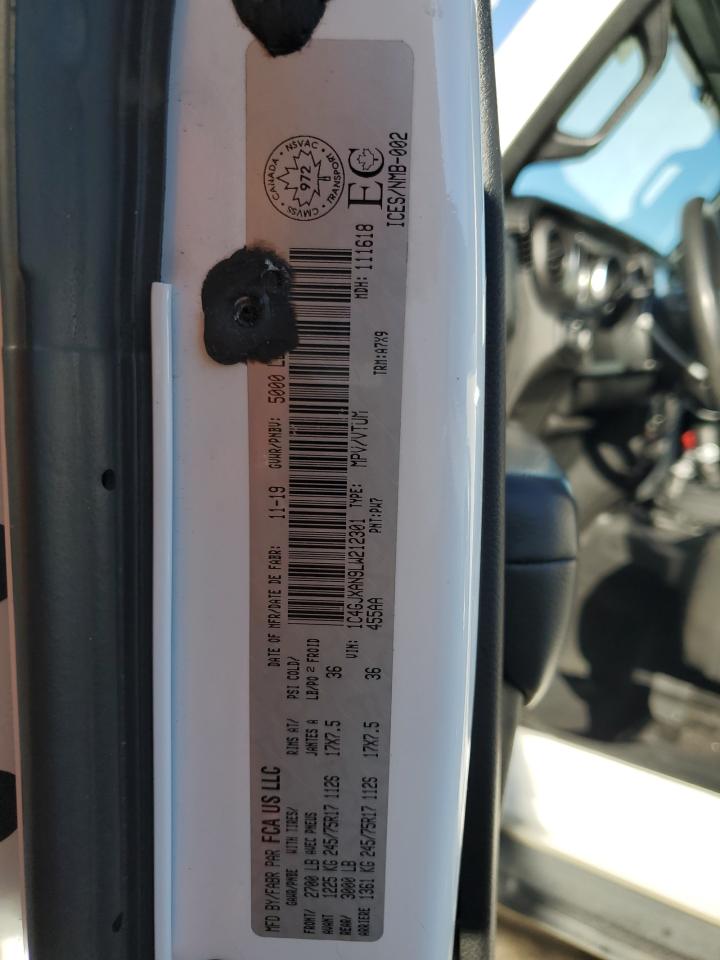 MFD BY/FABR PAR FCA US LLC
DATE OF MFR/DATE DE FABR: 11-19 GVWR/PNBV: 5000
GAWR/PNBE WITH TIRES/ RIMS AT/ PSI COLD/
FRONT/ 2700 LB AVEC PNEUS JANTES A LB/PO 2 FROID
AVANT 1225 KG 245/75R17 112S 17X7.5 36
REAR/ 3000 LB
ARRIERE 1361 KG 245/75R17 112S 17X7.5 36
VIN: 1C4GJXAN9LW212301 TYPE: MPV/VTUM MDH: 111618
455AA PNT:PW7 TRM:A7X9
CANADA • NSVAC • TRANSPORT • CMVSS
972
EC
ICES/NMB-002